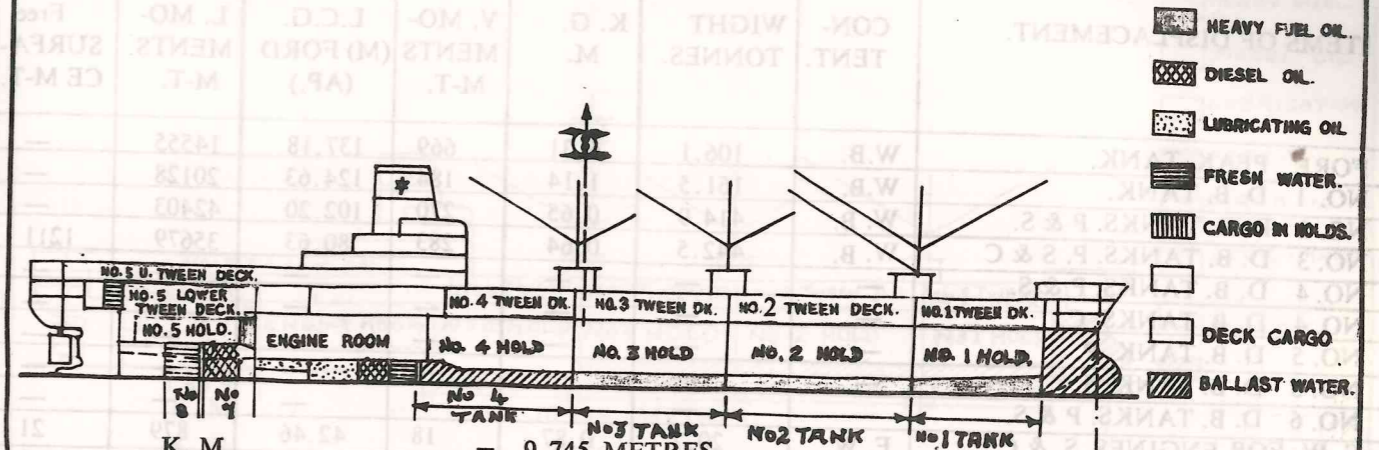 HEAVY FUEL OIL.
DIESEL OIL.
LUBRICATING OIL
FRESH WATER.
CARGO IN HOLDS.
DECK CARGO
BALLAST WATER.
NO.5 U. TWEEN DECK.
NO.5 LOWER
TWEEN DECK.
NO.5 HOLD.
ENGINE ROOM
NO.4 TWEEN DK.
NO.3 TWEEN DK.
NO.2 TWEEN DECK.
NO.1 TWEEN DK.
NO. 4 HOLD
NO. 3 HOLD
NO. 2 HOLD
NO. 1 HOLD.
No 8
No 7
No 4
TANK
No3 TANK
No2 TANK
No1 TANK
K M
= 9.745 METRES